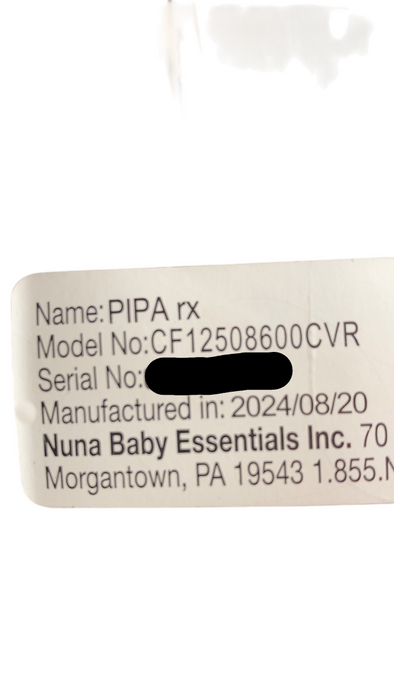 Name: PIPA rx
Model No:CF12508600CVR
Serial No:
Manufactured in: 2024/08/20
Nuna Baby Essentials Inc. 70
Morgantown, PA 19543 1.855.N